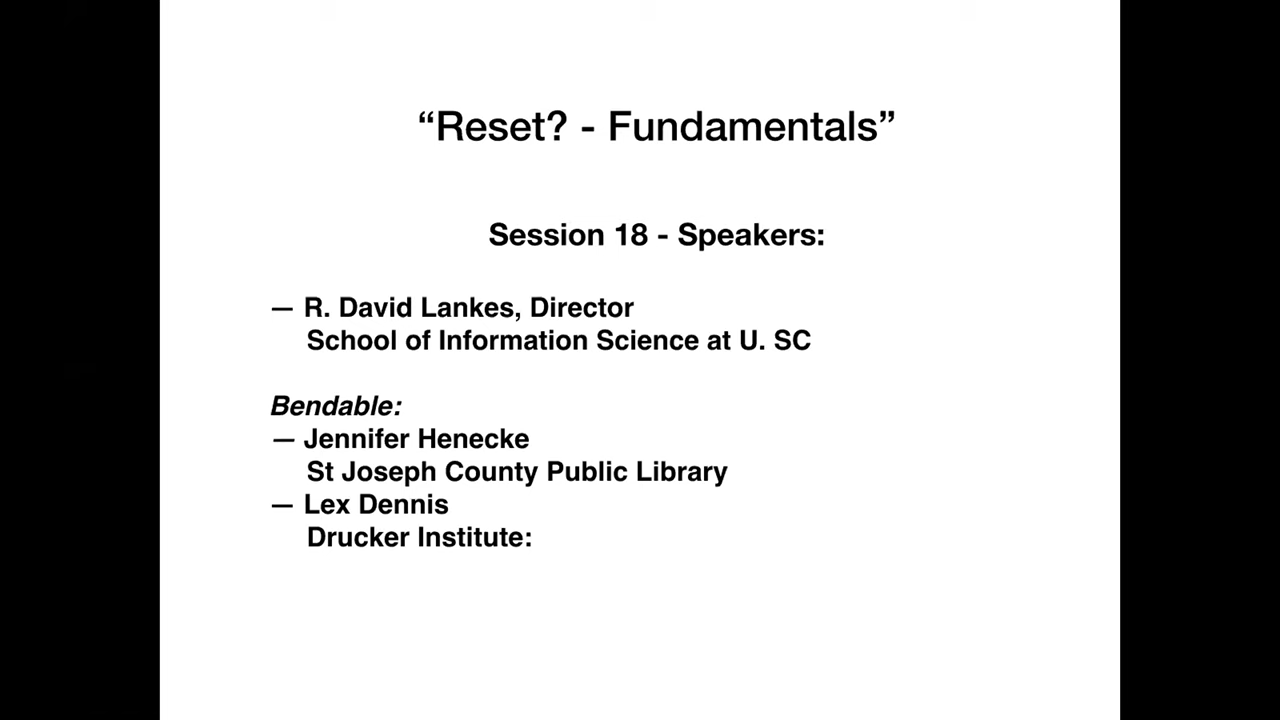 “Reset? - Fundamentals”
Session 18 - Speakers:
— R. David Lankes, Director
School of Information Science at U. SC
Bendable:
— Jennifer Henecke
St Joseph County Public Library
— Lex Dennis
Drucker Institute: